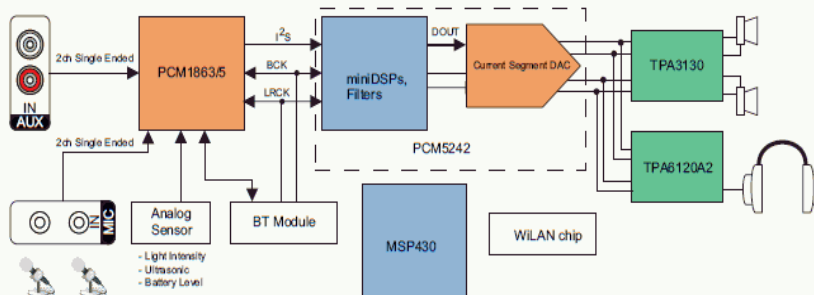 I²S
DOUT
BCK
LRCK
2ch Single Ended
PCM1863/5
miniDSPs,
Filters
Current Segment DAC
TPA3130
IN
AUX
2ch Single Ended
PCM5242
TPA6120A2
IN
MIC
Analog
Sensor
BT Module
MSP430
WiLAN chip
- Light Intensity
- Ultrasonic
- Battery Level